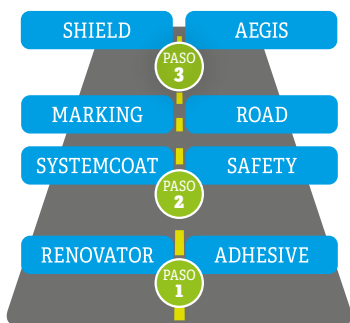 SHIELD AEGIS
PASO
3
MARKING ROAD
SYSTEMCOAT SAFETY
PASO
2
RENOVATOR ADHESIVE
PASO
1